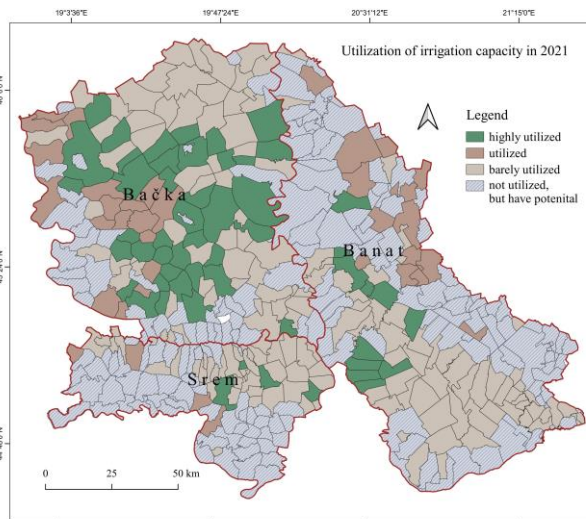 19°3'36"E 19°47'24"E 20°31'12"E 21°15'0"E
Utilization of irrigation capacity in 2021
Legend
highly utilized
utilized
barely utilized
not utilized,
but have potenital
Bačka
Banat
Srem
0 25 50 km